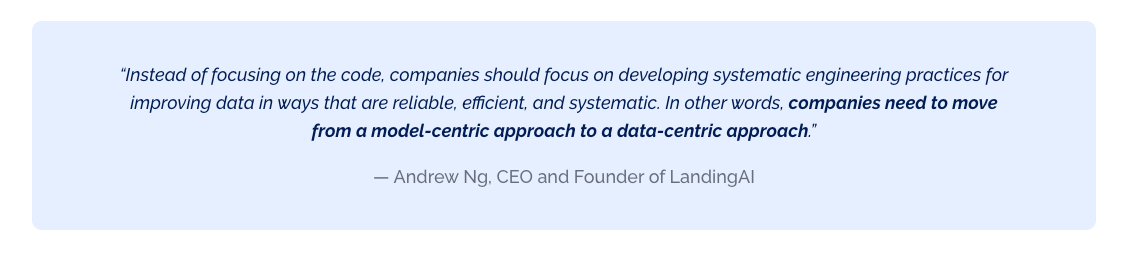 “Instead of focusing on the code, companies should focus on developing systematic engineering practices for
improving data in ways that are reliable, efficient, and systematic. In other words, companies need to move
from a model-centric approach to a data-centric approach.”
— Andrew Ng, CEO and Founder of LandingAI